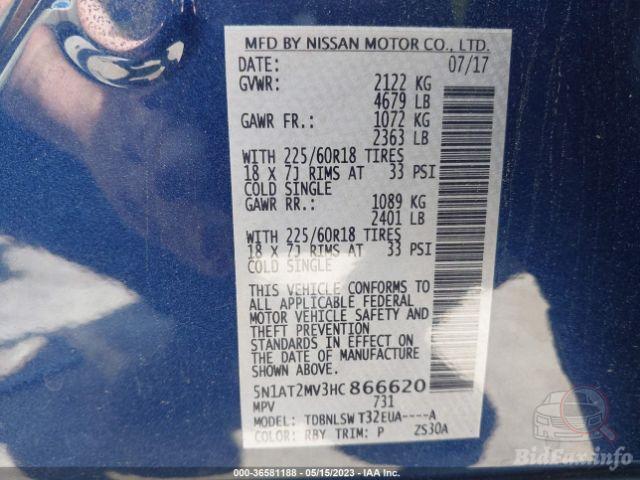 MFD BY NISSAN MOTOR CO., LTD.
DATE: 07/17
GVWR: 2122 KG
4679 LB
GAWR FR.: 1072 KG
2363 LB
WITH 225/60R18 TIRES
18 X 7J RIMS AT 33 PSI
COLD SINGLE
GAWR RR.: 1089 KG
2401 LB
WITH 225/60R18 TIRES
18 X 7J RIMS AT 33 PSI
COLD SINGLE
THIS VEHICLE CONFORMS TO
ALL APPLICABLE FEDERAL
MOTOR VEHICLE SAFETY AND
THEFT PREVENTION
STANDARDS IN EFFECT ON
THE DATE OF MANUFACTURE
SHOWN ABOVE.
5N1AT2MV3HC866620
MPV 731
MODEL: TDBNLSW T32EUA----A
COLOR: RBY TRIM: P ZS30A
BidFax.info
000-36581188 - 05/15/2023 - IAA Inc.